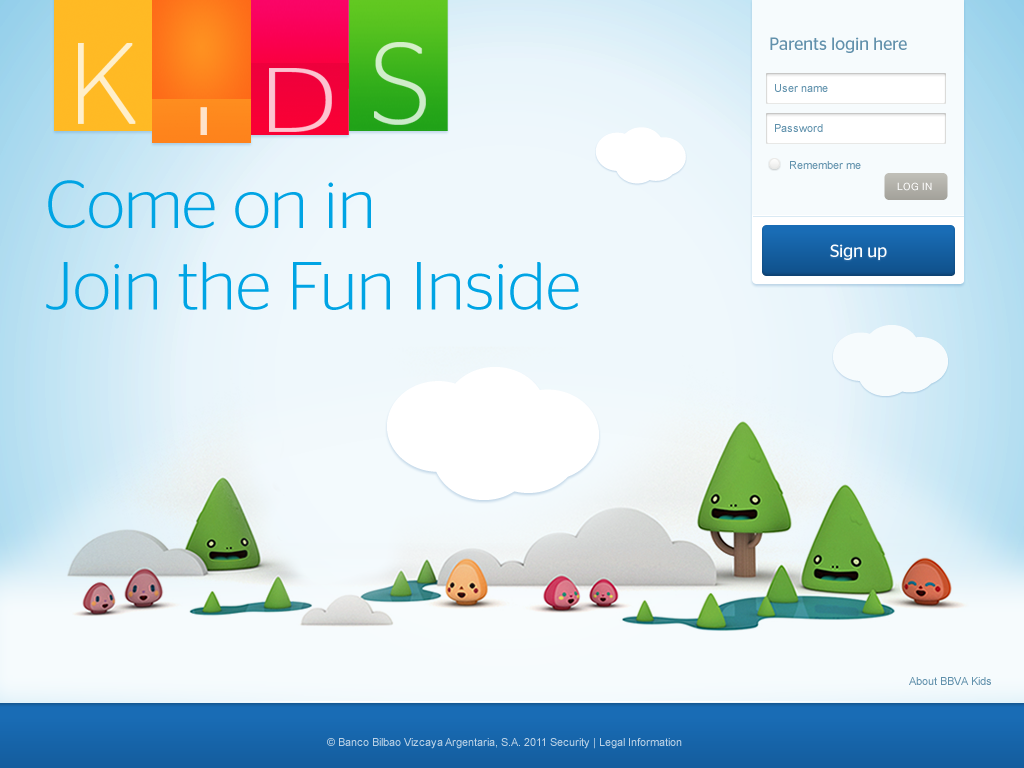 KiDS
Parents login here
User name
Password
Remember me
LOG IN
Sign up
Come on in
Join the Fun Inside
About BBVA Kids
© Banco Bilbao Vizcaya Argentaria, S.A. 2011 Security | Legal Information